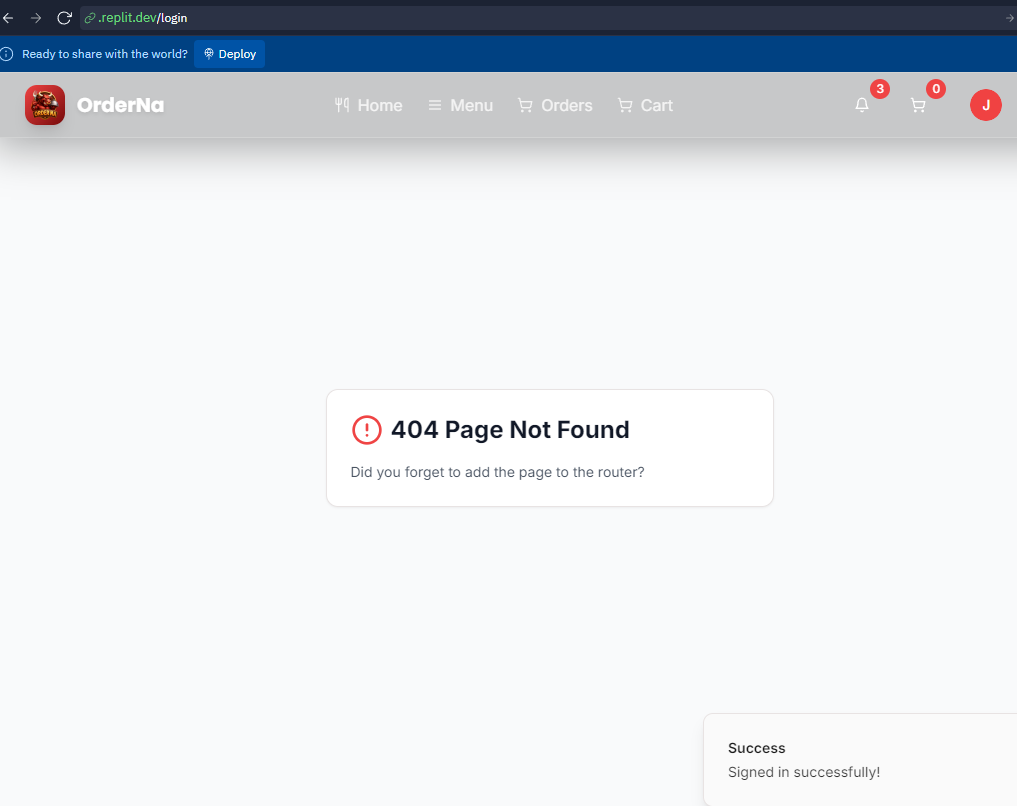 .replit.dev/login
Ready to share with the world? Deploy
ORDERNA
OrderNa
Home Menu Orders Cart
3 0 J
404 Page Not Found
Did you forget to add the page to the router?
Success
Signed in successfully!